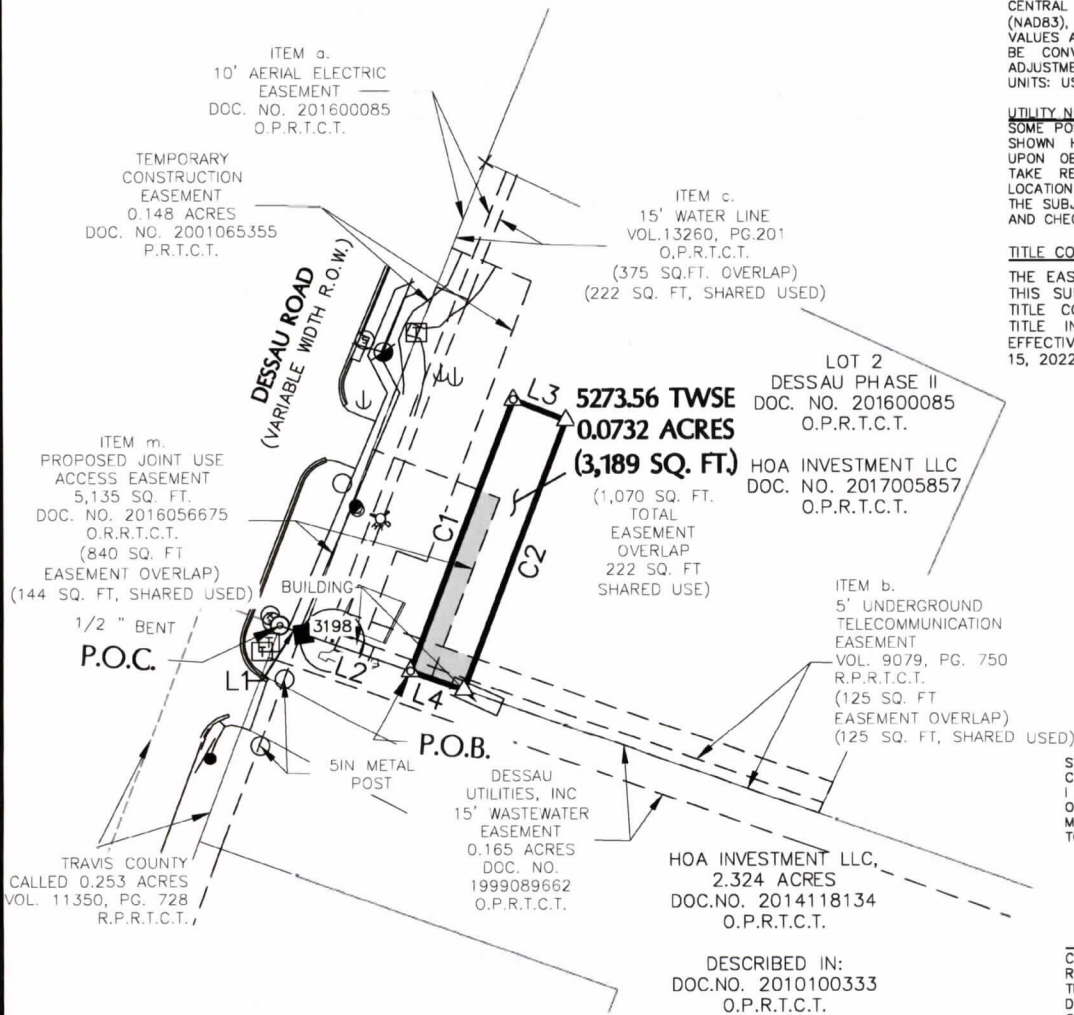 ITEM a.
10' AERIAL ELECTRIC
EASEMENT
DOC. NO. 201600085
O.P.R.T.C.T.
TEMPORARY
CONSTRUCTION
EASEMENT
0.148 ACRES
DOC. NO. 2001065355
P.R.T.C.T.
ITEM c.
15' WATER LINE
VOL.13260, PG.201
O,P.R.T.C.T.
(375 SQ.FT. OVERLAP)
(222 SQ. FT, SHARED USED)
DESSAU ROAD
(VARIABLE WIDTH R.O.W.)
LOT 2
DESSAU PHASE II
DOC. NO. 201600085
O.P.R.T.C.T.
HOA INVESTMENT LLC
DOC. NO. 2017005857
O.P.R.T.C.T.
L3
5273.56 TWSE
0.0732 ACRES
(3,189 SQ. FT.)
(1,070 SQ. FT.
TOTAL
EASEMENT
OVERLAP
222 SQ. FT
SHARED USE)
C1
C2
ITEM m.
PROPOSED JOINT USE
ACCESS EASEMENT
5,135 SQ. FT.
DOC. NO. 2016056675
O.R.R.T.C.T.
(840 SQ. FT
EASEMENT OVERLAP)
(144 SQ. FT, SHARED USED)
BUILDING
1/2 " BENT
P.O.C.
3198
L1
L2
L4
P.O.B.
ITEM b.
5' UNDERGROUND
TELECOMMUNICATION
EASEMENT
VOL. 9079, PG. 750
R.P.R.T.C.T.
(125 SQ. FT
EASEMENT OVERLAP)
(125 SQ. FT, SHARED USED)
5IN METAL
POST
DESSAU
UTILITIES, INC
15' WASTEWATER
EASEMENT
0.165 ACRES
DOC. NO.
1999089662
O.P.R.T.C.T.
TRAVIS COUNTY
CALLED 0.253 ACRES
VOL. 11350, PG. 728
R.P.R.T.C.T.
HOA INVESTMENT LLC,
2.324 ACRES
DOC.NO. 2014118134
O.P.R.T.C.T.
DESCRIBED IN:
DOC.NO. 2010100333
O.P.R.T.C.T.
CENTRAL
(NAD83),
VALUES A
BE CONV
ADJUSTME
UNITS: US
UTILITY N
SOME POS
SHOWN H
UPON OB
TAKE RE
LOCATION
THE SUBJ
AND CHEC
TITLE CO
THE EAS
THIS SU
TITLE CO
TITLE IN
EFFECTIV
15, 2022
S
C
I
O
M
TO
C
R
T
D